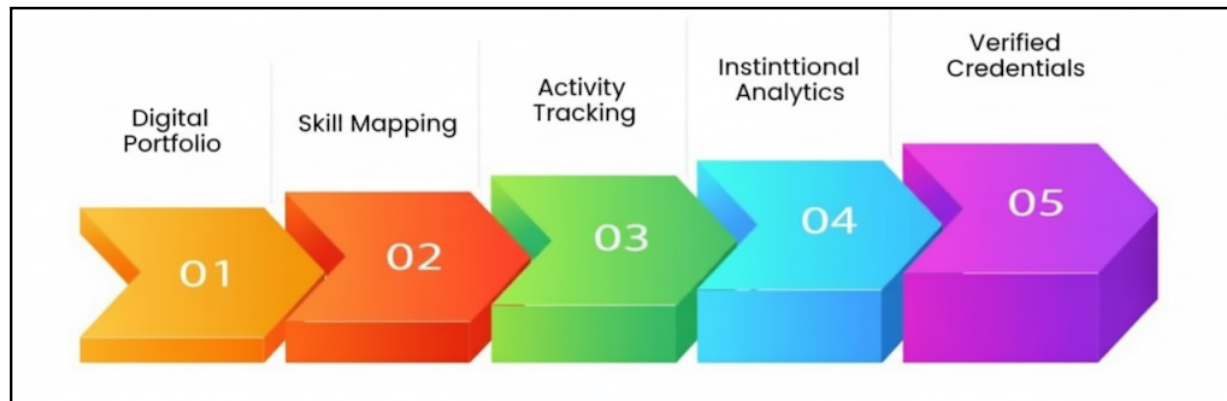 Digital
Portfolio
Skill Mapping
Activity
Tracking
Instinttional
Analytics
Verified
Credentials
01
02
03
04
05